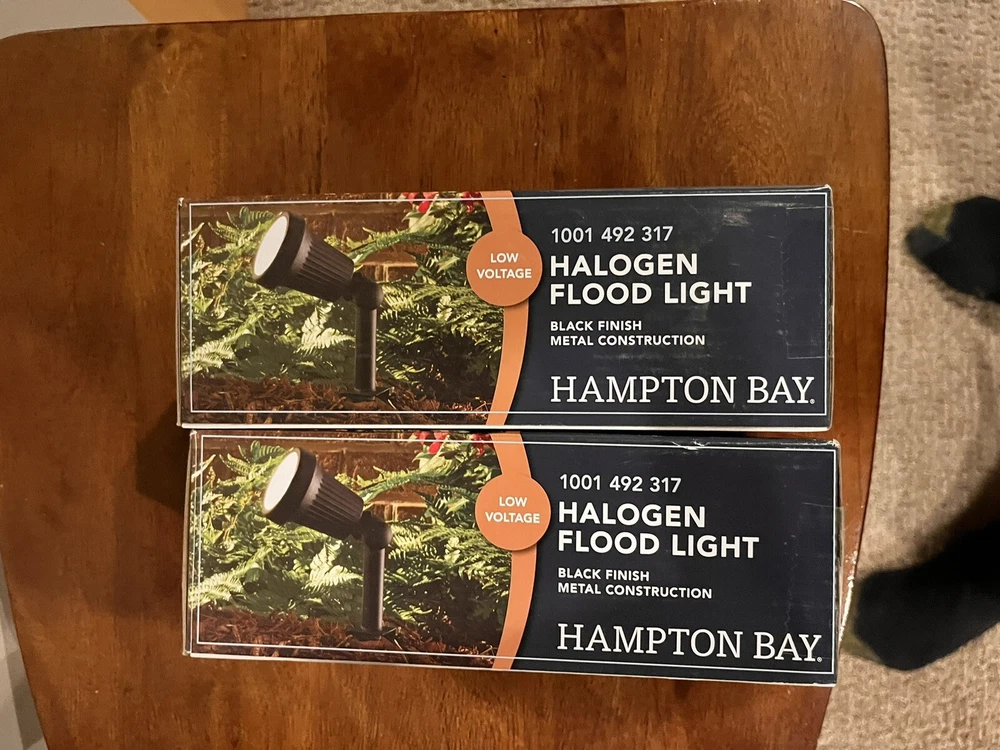 LOW
VOLTAGE
1001 492 317
HALOGEN
FLOOD LIGHT
BLACK FINISH
METAL CONSTRUCTION
HAMPTON BAY®
LOW
VOLTAGE
1001 492 317
HALOGEN
FLOOD LIGHT
BLACK FINISH
METAL CONSTRUCTION
HAMPTON BAY®